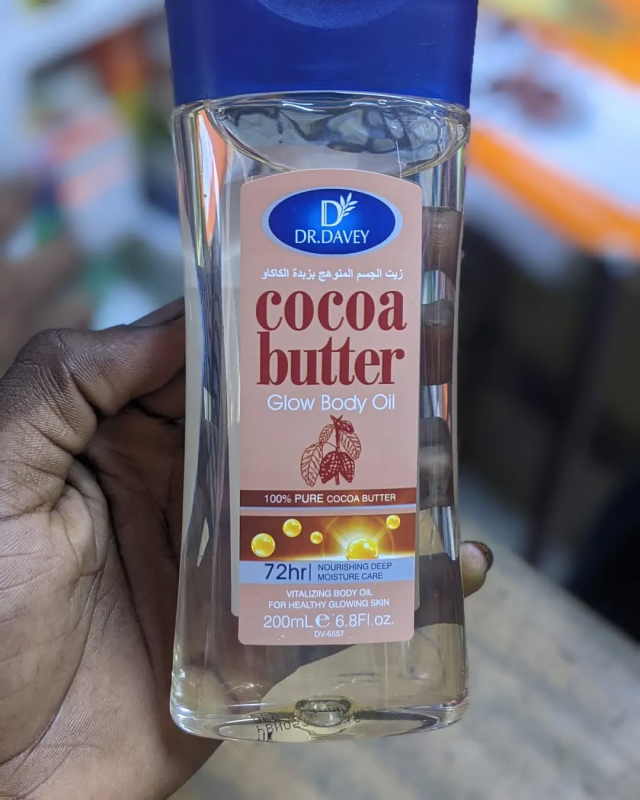 D
DR.DAVEY
زيت الجسم المتوهج بزبدة الكاكاو
cocoa
butter
Glow Body Oil
100% PURE COCOA BUTTER
72hr| NOURISHING DEEP
MOISTURE CARE
VITALIZING BODY OIL
FOR HEALTHY GLOWING SKIN
200mL e 6.8Fl.oz.
DV-6557